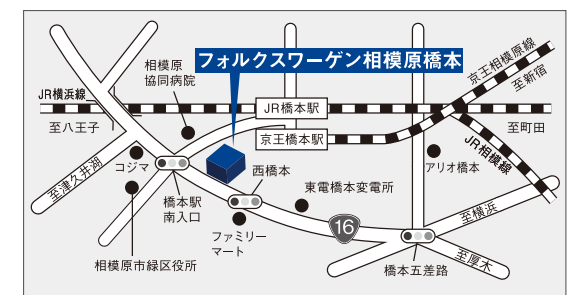 フォルクスワーゲン相模原橋本
相模原
協同病院
京王相模原線
至新宿
JR横浜線
JR橋本駅
至八王子
京王橋本駅
至町田
JR相模線
コジマ
アリオ橋本
至津久井湖
西橋本
橋本駅
南入口
東電橋本変電所
16
至横浜
ファミリー
マート
相模原市緑区役所
橋本五差路
至厚木